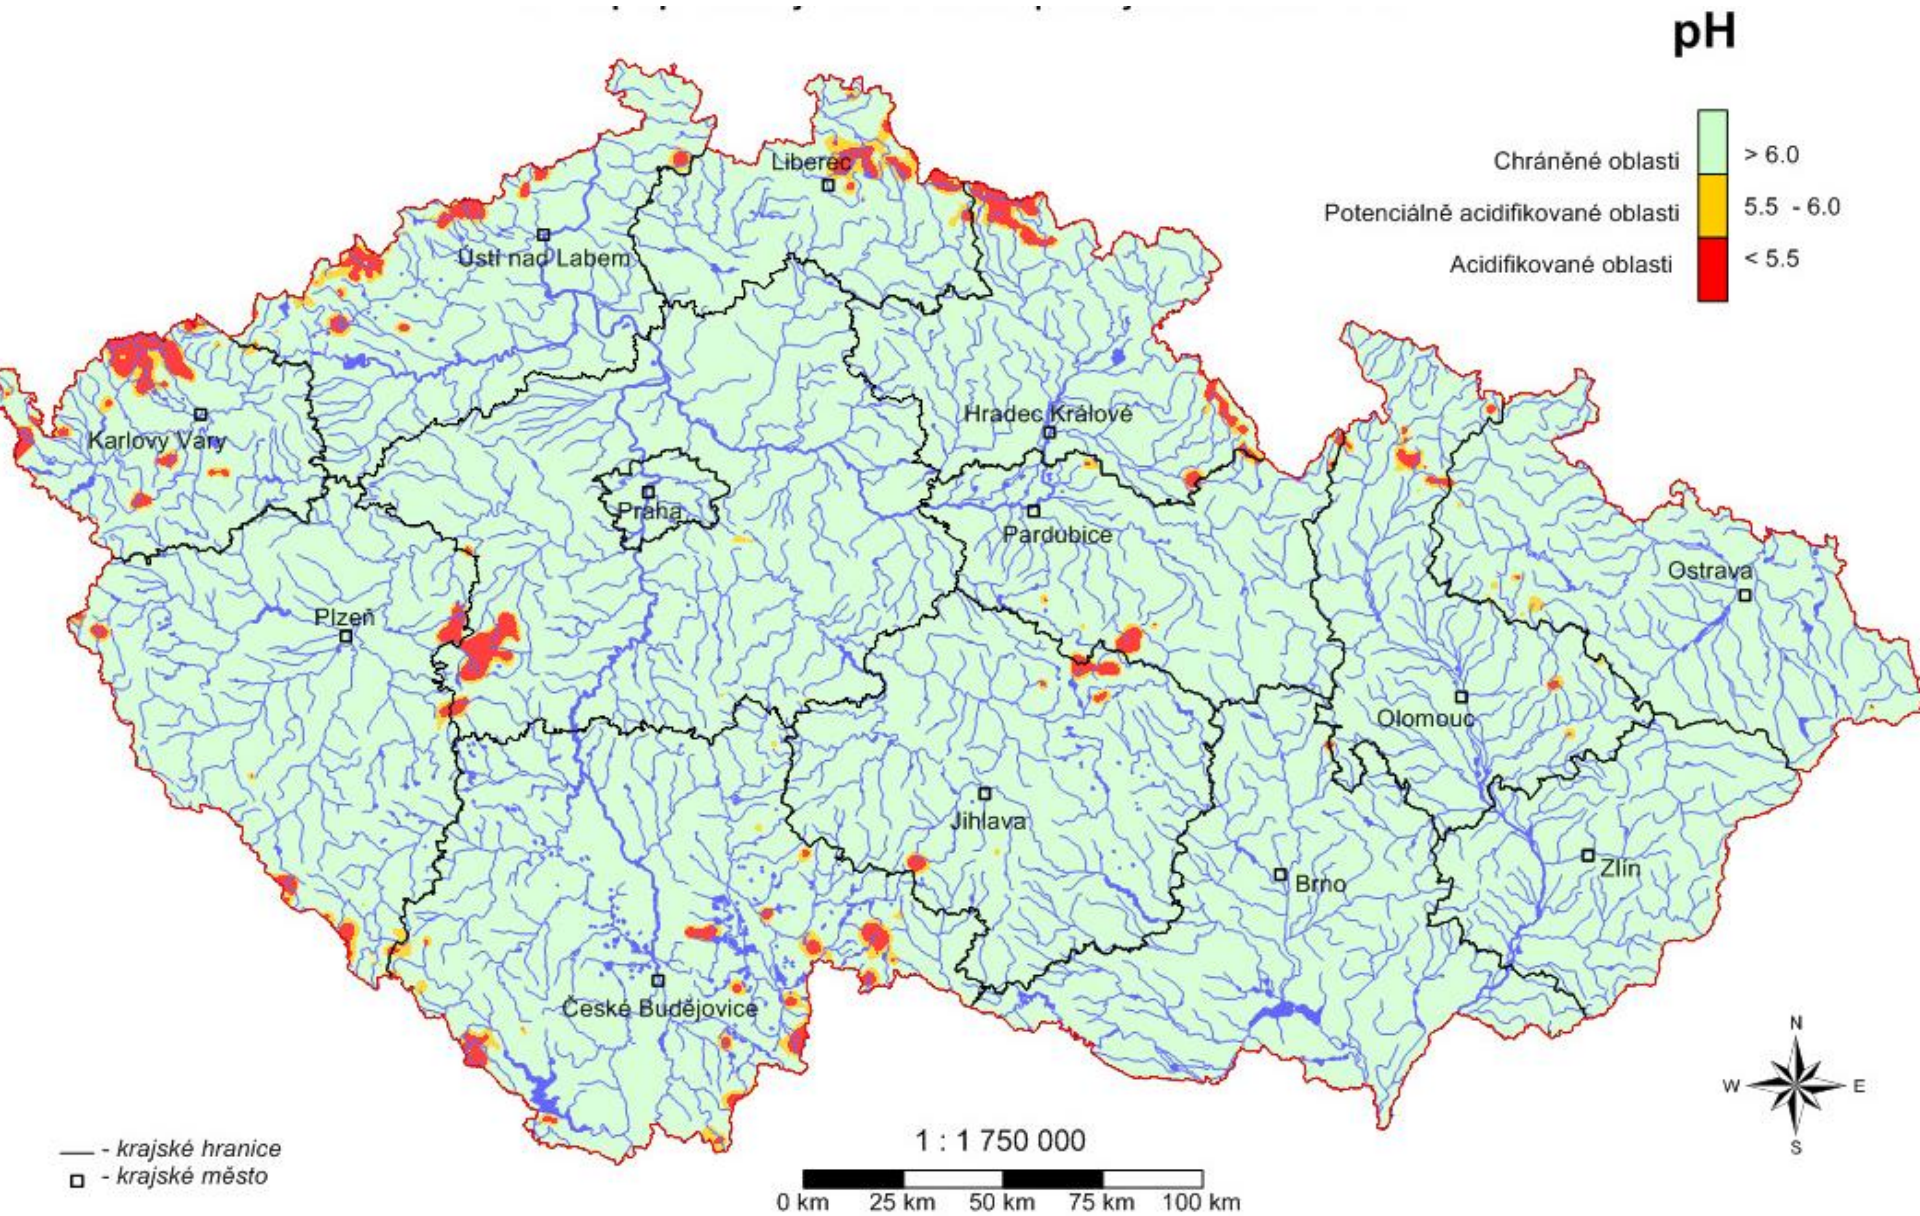 pH
Chráněné oblasti > 6.0
Potenciálně acidifikované oblasti 5.5 - 6.0
Acidifikované oblasti < 5.5
Liberec
Ústí nad Labem
Karlovy Vary
Hradec Králové
Praha
Pardubice
Ostrava
Plzeň
Olomouc
Jihlava
Zlín
Brno
České Budějovice
N
W E
S
- krajské hranice
- krajské město
1 : 1 750 000
0 km 25 km 50 km 75 km 100 km